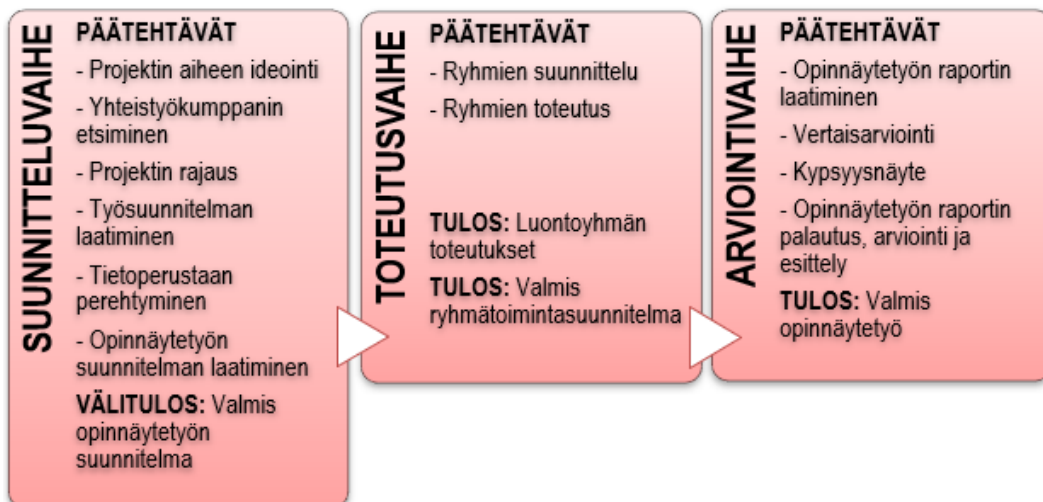 SUUNNITTELUVAIHE
PÄÄTEHTÄVÄT
- Projektin aiheen ideointi
- Yhteistyökumppanin
etsiminen
- Projektin rajaus
- Työsuunnitelman
laatiminen
- Tietoperustaan
perehtyminen
- Opinnäytetyön
suunnitelman laatiminen
VÄLITULOS: Valmis
opinnäytetyön
suunnitelma
TOTEUTUSVAIHE
PÄÄTEHTÄVÄT
- Ryhmien suunnittelu
- Ryhmien toteutus
TULOS: Luontoyhmän
toteutukset
TULOS: Valmis
ryhmätoimintasuunnitelma
ARVIOINTIVAIHE
PÄÄTEHTÄVÄT
- Opinnäytetyön raportin
laatiminen
- Vertaisarviointi
- Kypsyysnäyte
- Opinnäytetyön raportin
palautus, arviointi ja
esittely
TULOS: Valmis
opinnäytetyö